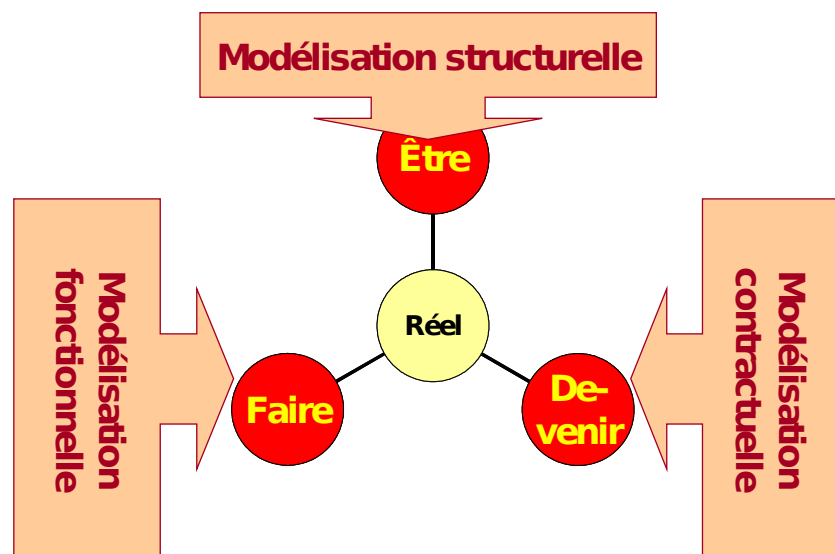 Modélisation structurelle
Être
Modélisation
fonctionnelle
Réel
Modélisation
contractuelle
Faire
De-
venir